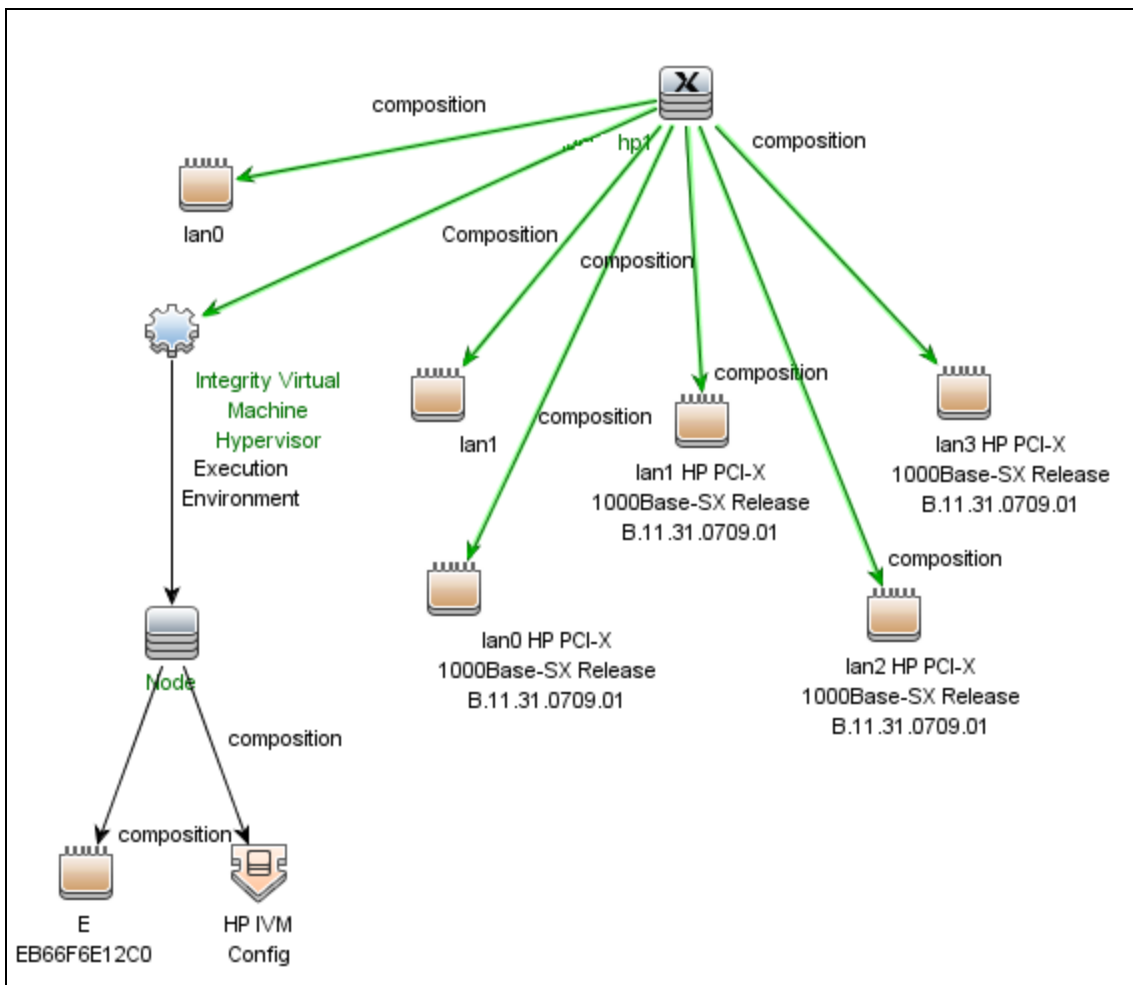 composition
hp1
composition
lan0
Composition
composition
Integrity Virtual
Machine
Hypervisor
Execution
Environment
lan1
composition
composition
lan1 HP PCI-X
1000Base-SX Release
B.11.31.0709.01
lan3 HP PCI-X
1000Base-SX Release
B.11.31.0709.01
composition
lan0 HP PCI-X
1000Base-SX Release
B.11.31.0709.01
lan2 HP PCI-X
1000Base-SX Release
B.11.31.0709.01
Node
composition
composition
E
EB66F6E12C0
HP IVM
Config